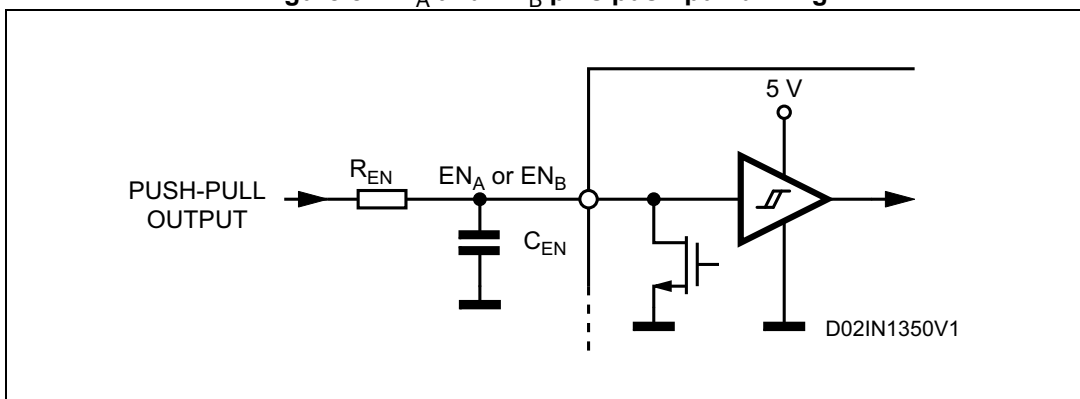 5 V
R_EN
EN_A or EN_B
PUSH-PULL
OUTPUT
C_EN
D02IN1350V1